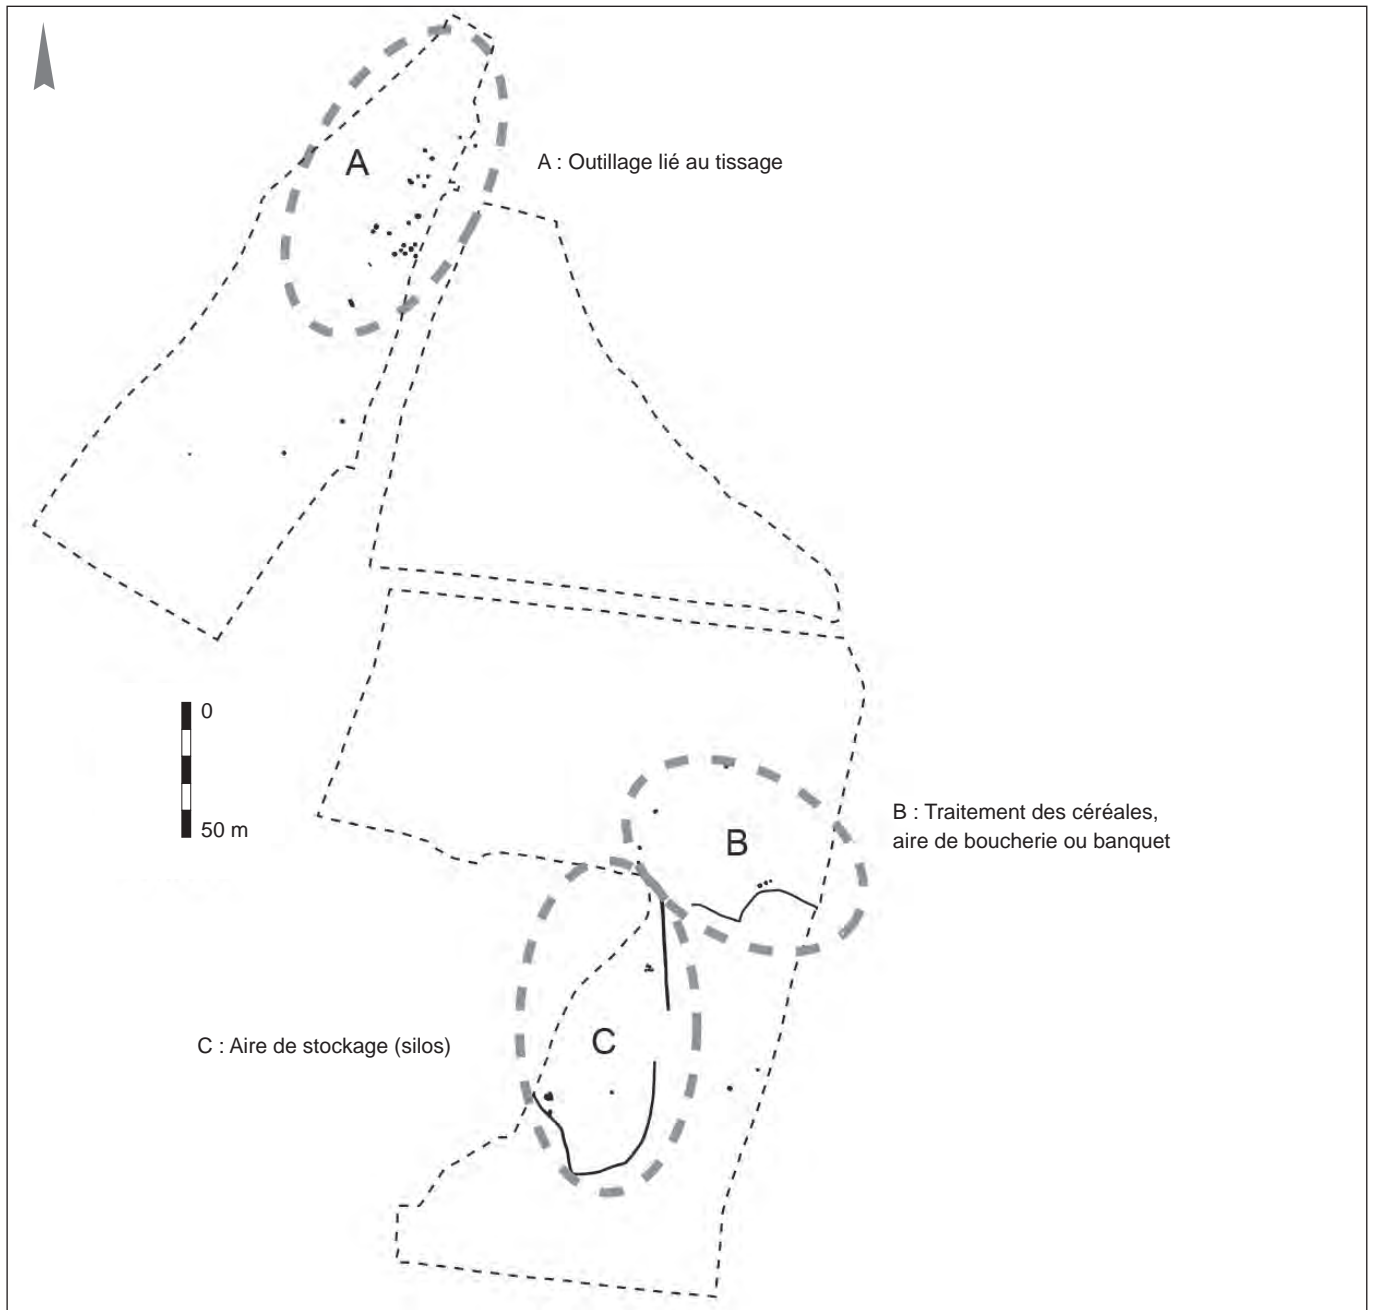 A
A : Outillage lié au tissage
0
50 m
B : Traitement des céréales,
aire de boucherie ou banquet
B
C
C : Aire de stockage (silos)